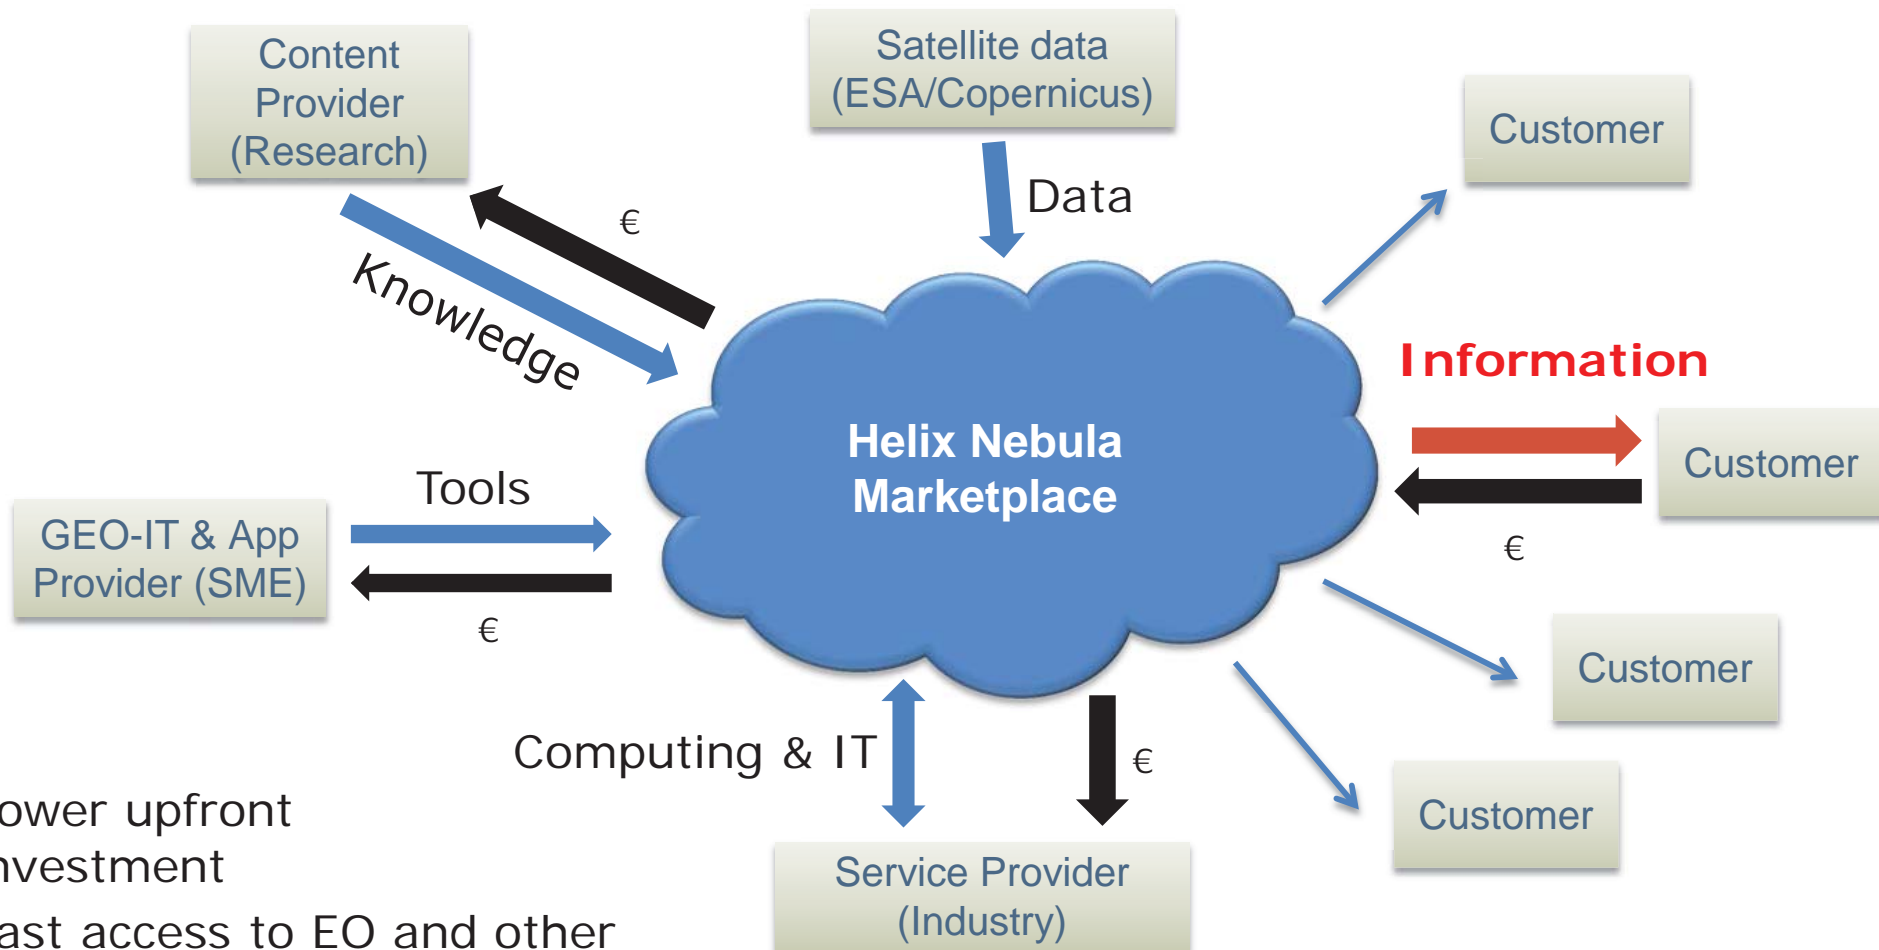 Content
Provider
(Research)
Satellite data
(ESA/Copernicus)
Customer
€
Data
Knowledge
Information
Helix Nebula
Marketplace
Customer
€
Tools
GEO-IT & App
Provider (SME)
€
Customer
Computing & IT
€
Customer
ower upfront
nvestment
Service Provider
(Industry)
ast access to EO and other